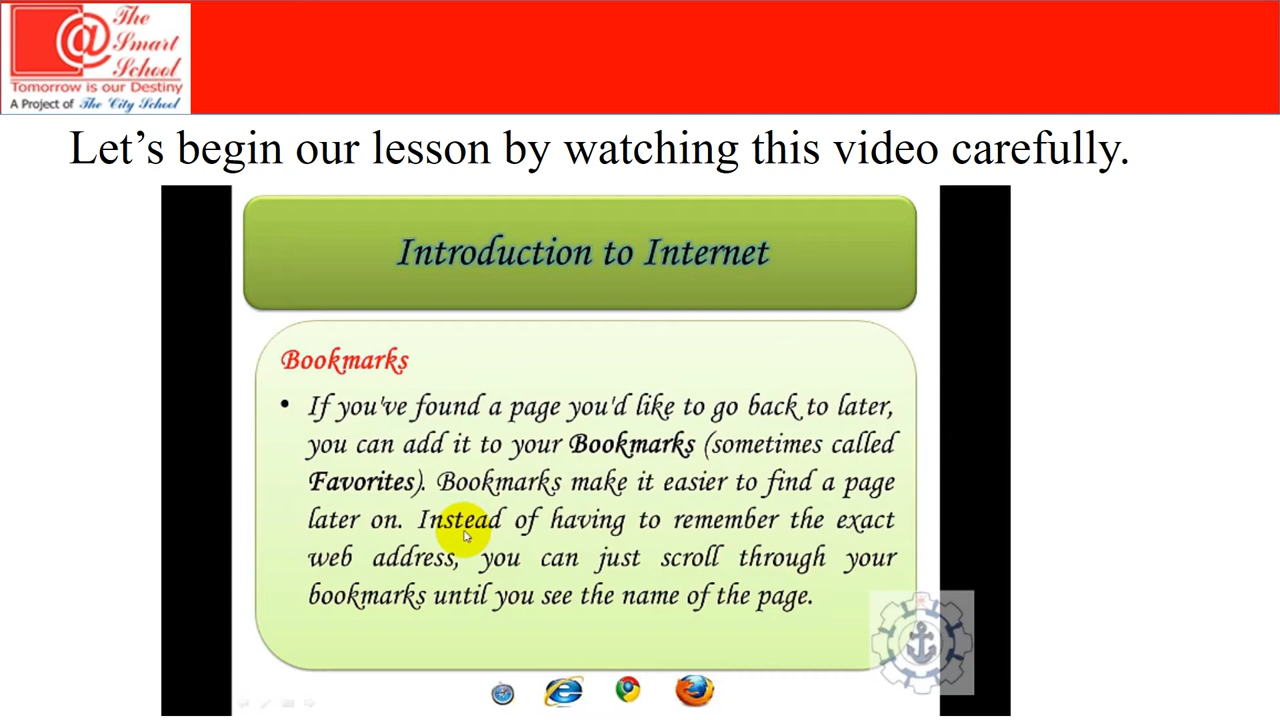 The
Smart
School
Tomorrow is our Destiny
A Project of The City School
Let’s begin our lesson by watching this video carefully.
Introduction to Internet
Bookmarks
• If you've found a page you'd like to go back to later,
you can add it to your Bookmarks (sometimes called
Favorites). Bookmarks make it easier to find a page
later on. Instead of having to remember the exact
web address, you can just scroll through your
bookmarks until you see the name of the page.